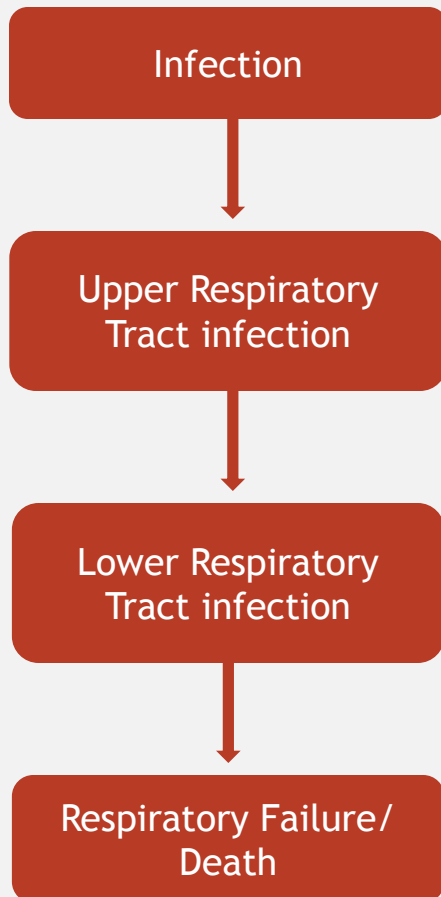 Infection
Upper Respiratory
Tract infection
Lower Respiratory
Tract infection
Respiratory Failure/
Death